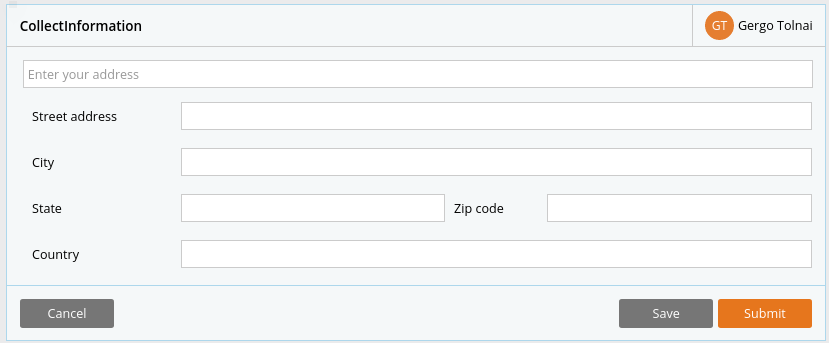 CollectInformation GT Gergo Tolnai
Enter your address
Street address
City
State Zip code
Country
Cancel Save Submit